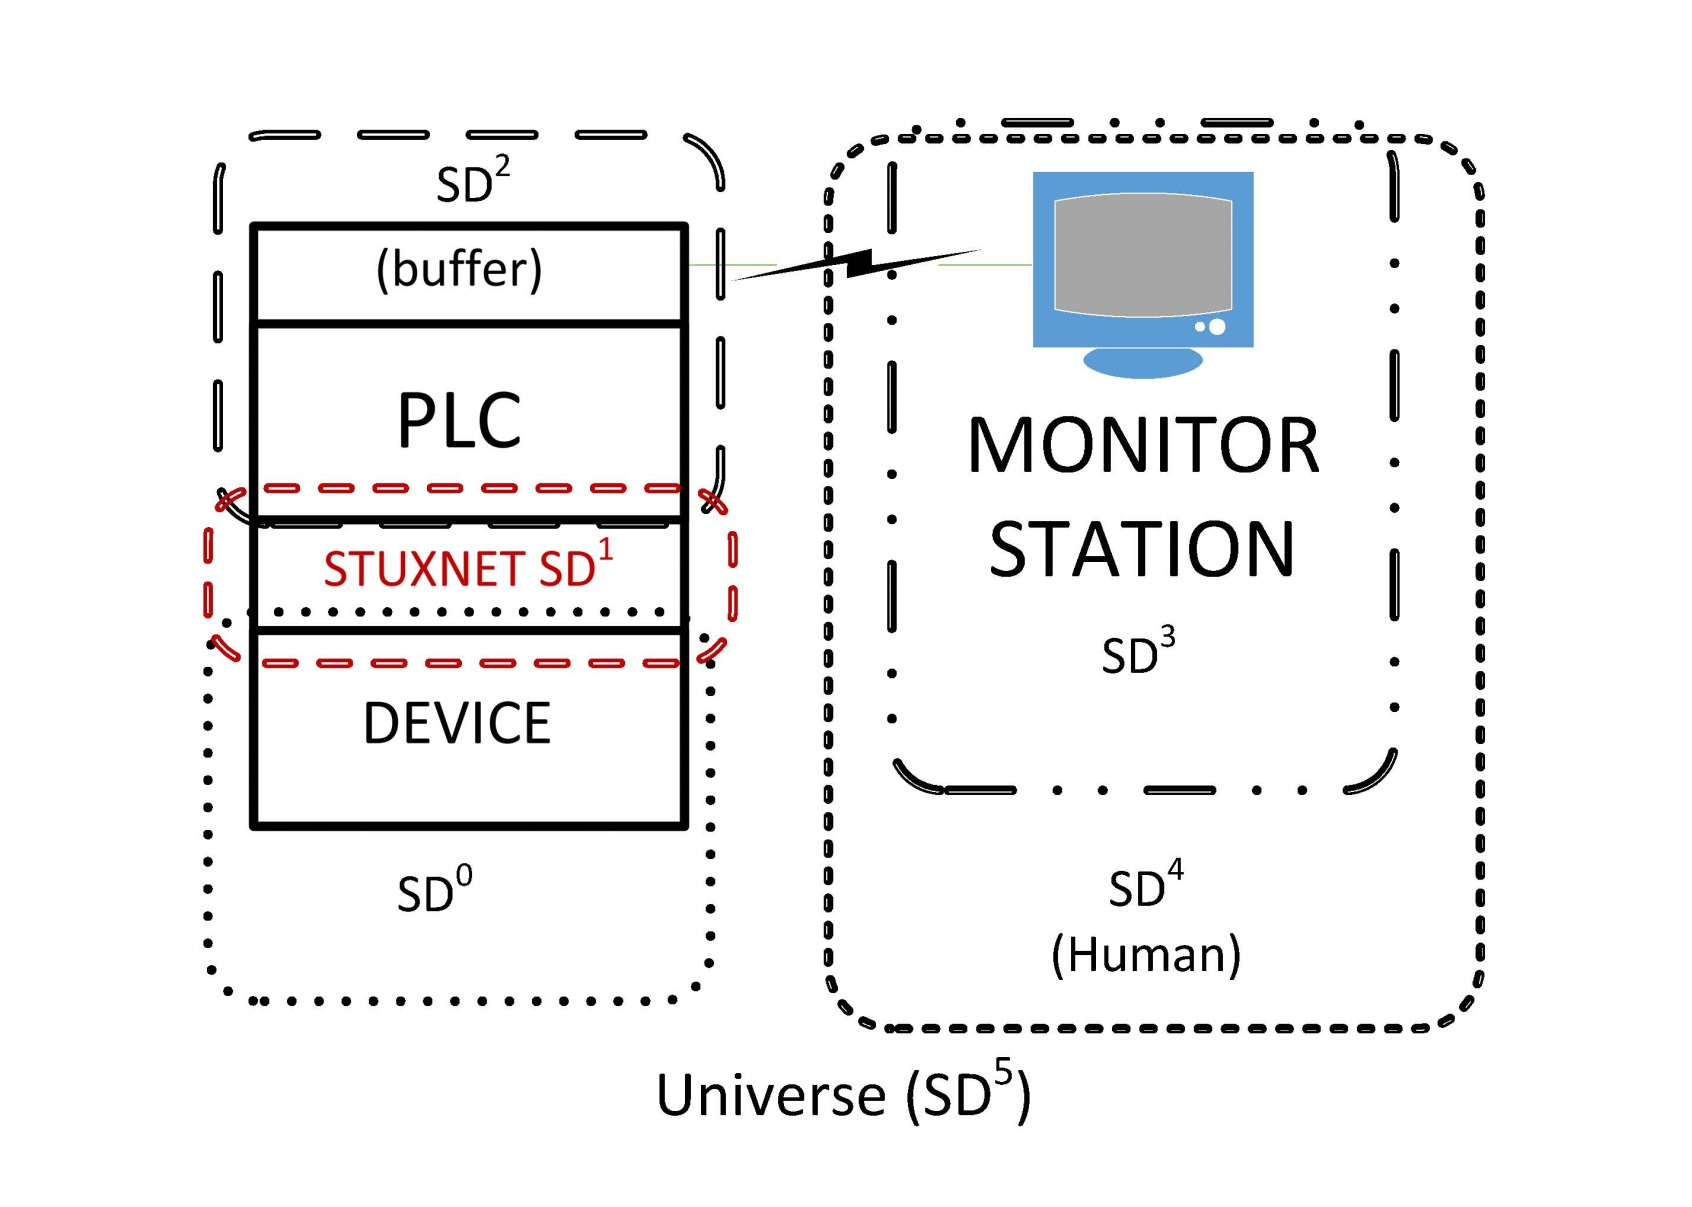 SD²
(buffer)
PLC
STUXNET SD¹
DEVICE
SD⁰
MONITOR
STATION
SD³
SD⁴
(Human)
Universe (SD⁵)